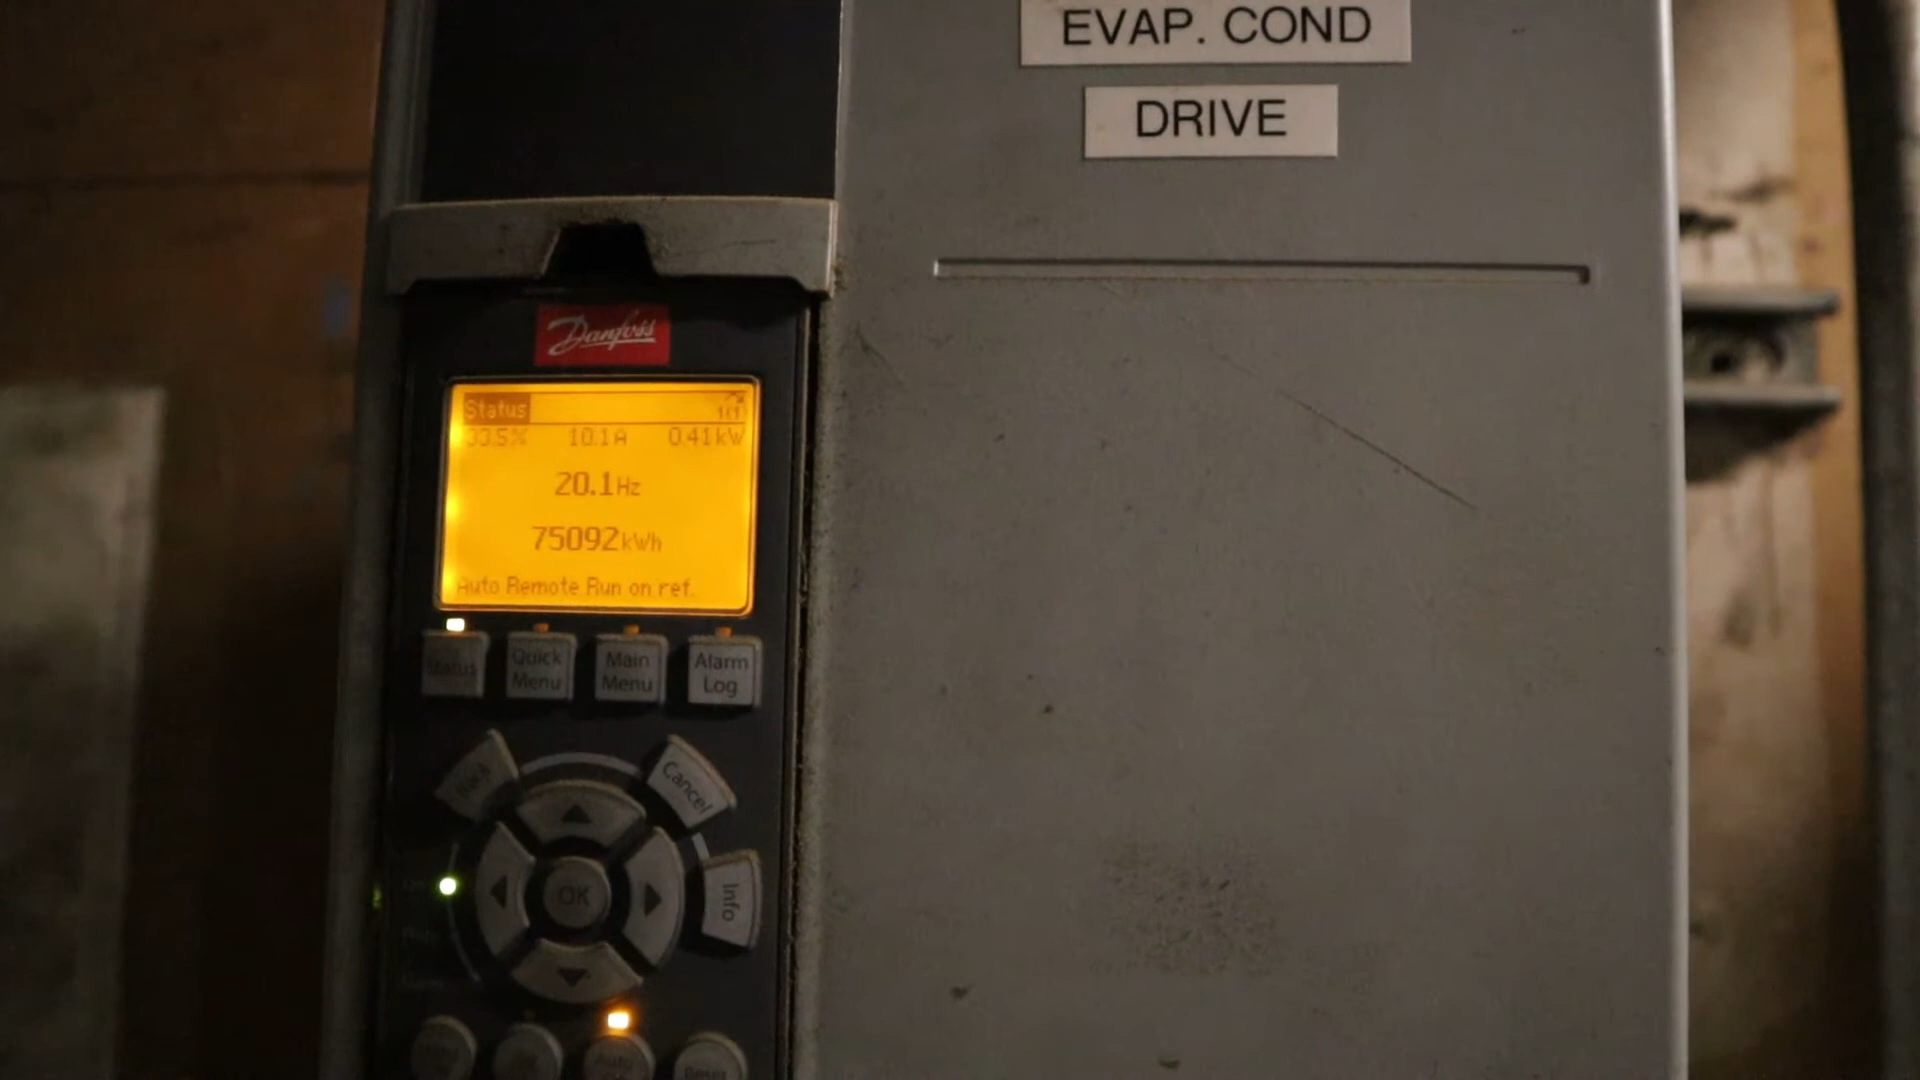 EVAP. COND
DRIVE
Danfoss
Status 1(1)
33.5% 10.1A 0.41kW
20.1Hz
75092kWh
Auto Remote Run on ref.
Status Quick Menu Main Menu Alarm Log
Back Cancel
OK Info
Auto
Reset